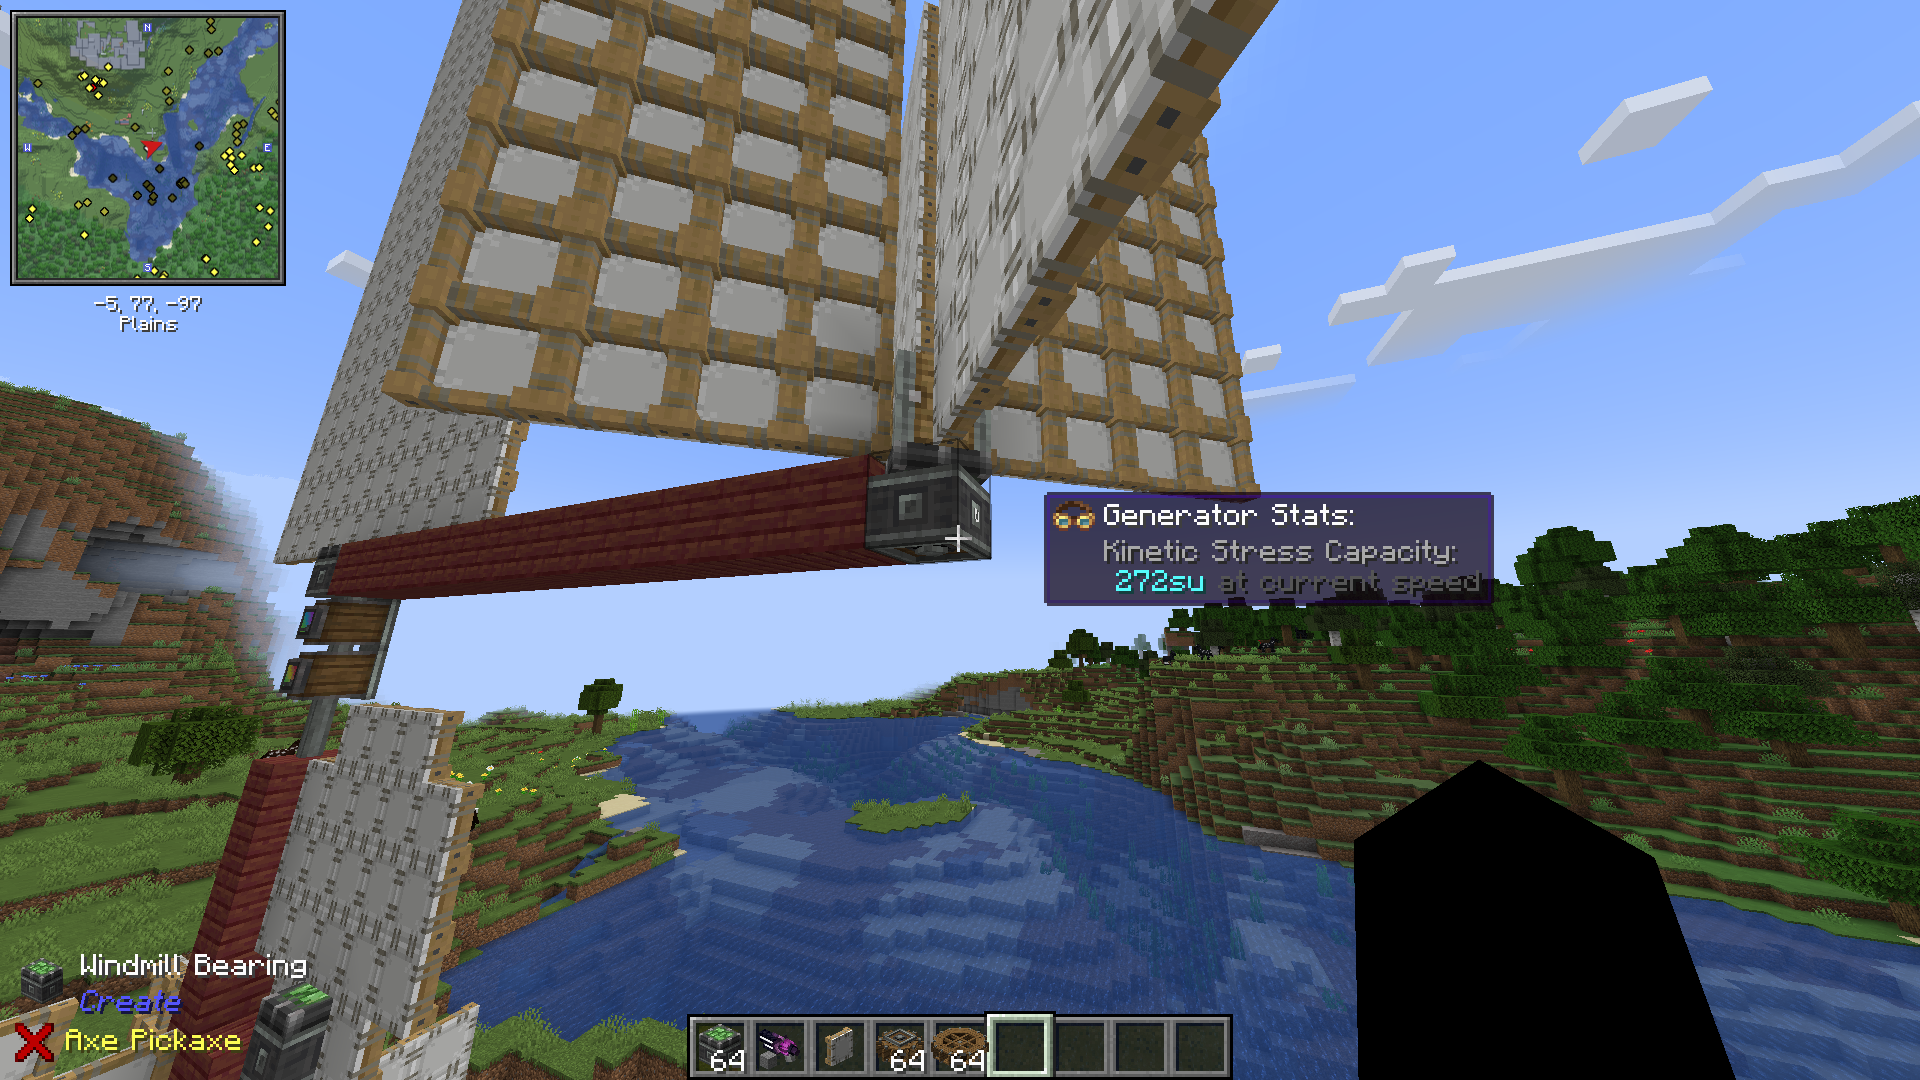 N
W
E
S
-5, 77, -97
Plains
Generator Stats:
Kinetic Stress Capacity:
272su at current speed
Windmill Bearing
Create
Axe Pickaxe
64
64
64